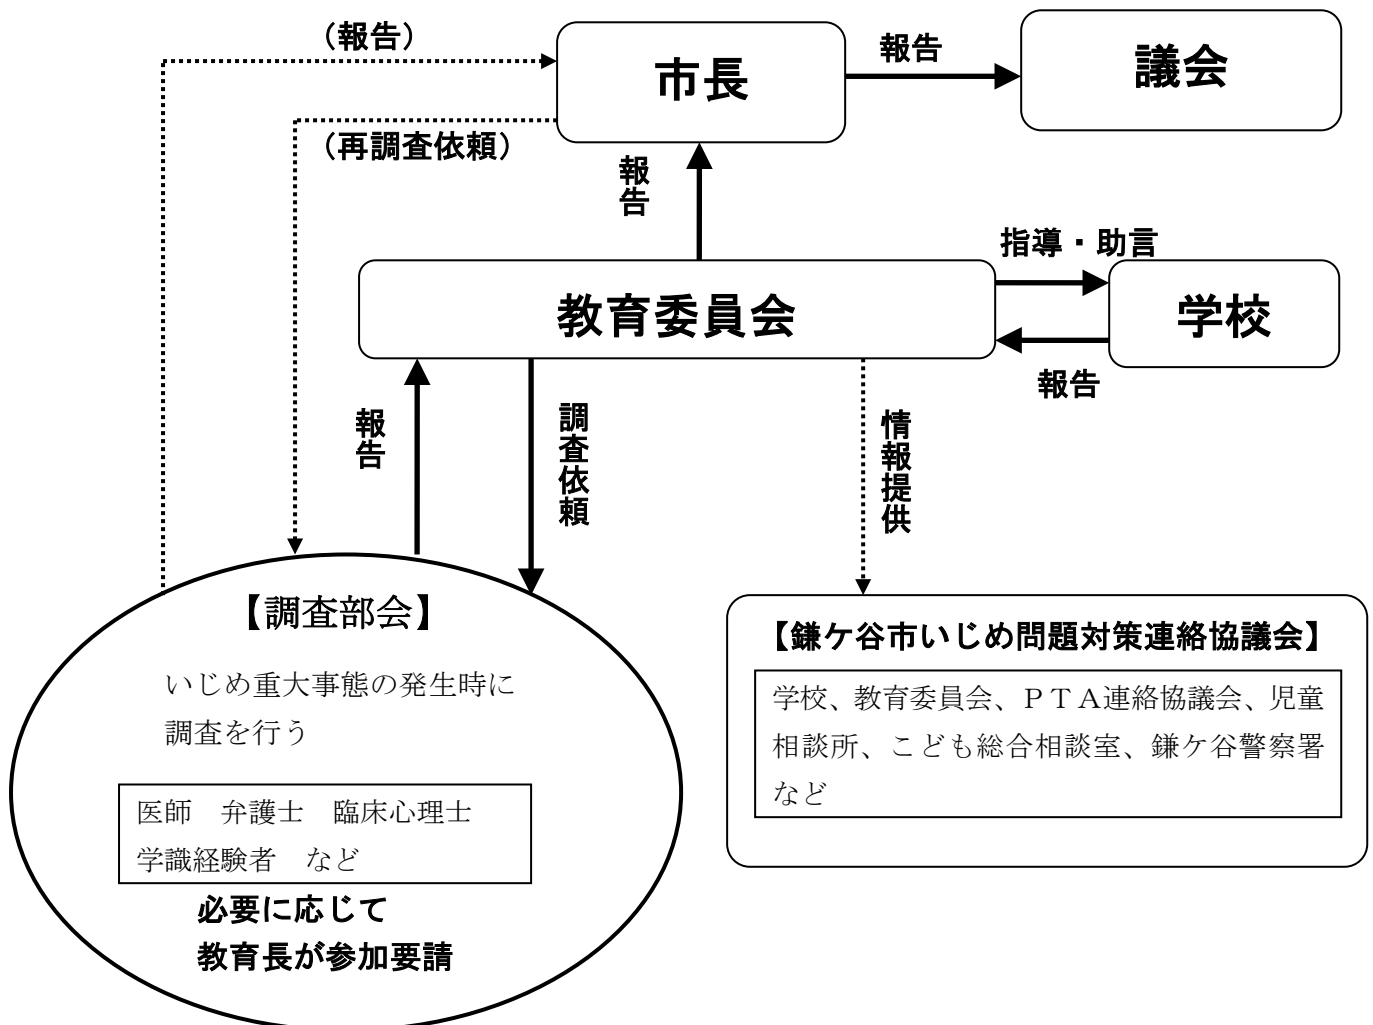 （報告）
市長
報告
議会
（再調査依頼）
報告
指導・助言
教育委員会
学校
報告
報告
調査依頼
情報提供
【調査部会】
いじめ重大事態の発生時に
調査を行う
医師　弁護士　臨床心理士
学識経験者　など
必要に応じて
教育長が参加要請
【鎌ケ谷市いじめ問題対策連絡協議会】
学校、教育委員会、ＰＴＡ連絡協議会、児童
相談所、こども総合相談室、鎌ケ谷警察署
など